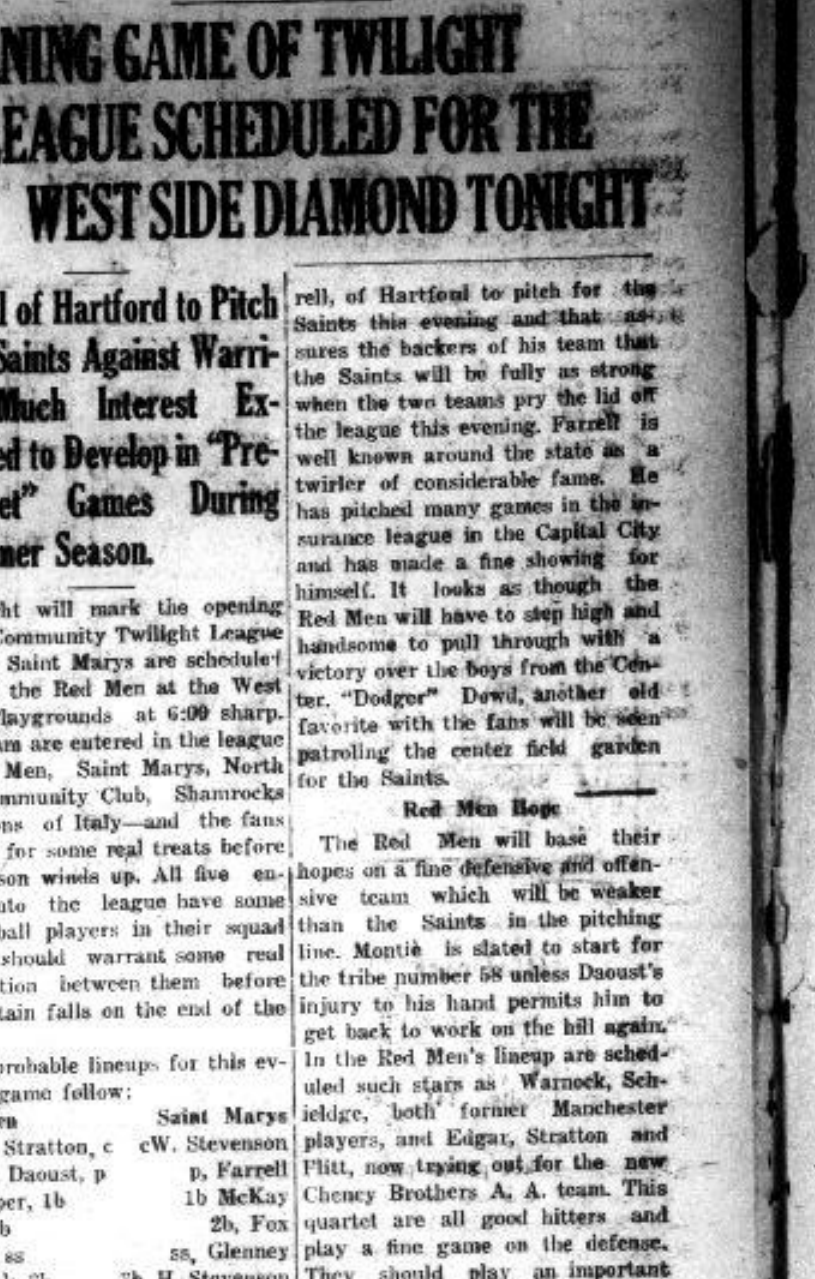 NING GAME OF TWILIGHT
LEAGUE SCHEDULED FOR THE
WEST SIDE DIAMOND TONIGHT
l of Hartford to Pitch
Saints Against Warri-
Much Interest Ex-
ed to Develop in "Pre-
et" Games During
mer Season.
ht will mark the opening
Community Twilight League
Saint Marys are scheduled
the Red Men at the West
Playgrounds at 6:00 sharp.
am are entered in the league
Men, Saint Marys, North
mmunity Club, Shamrocks
ns of Italy—and the fans
for some real treats before
son winds up. All five en-
nto the league have some
ball players in their squad
should warrant some real
tion between them before
tain falls on the end of the
probable lineups for this ev-
game follow:
en Saint Marys
Stratton, c cW. Stevenson
Daoust, p p, Farrell
per, 1b 1b McKay
b 2b, Fox
ss ss, Glenney
H. Stevenson
rell, of Hartford to pitch for the
Saints this evening and that as-
sures the backers of his team that
the Saints will be fully as strong
when the two teams pry the lid off
the league this evening. Farrell is
well known around the state as a
twirler of considerable fame. He
has pitched many games in the in-
surance league in the Capital City
and has made a fine showing for
himself. It looks as though the
Red Men will have to step high and
handsome to pull through with a
victory over the boys from the Cen-
ter. "Dodger" Dowd, another old
favorite with the fans will be seen
patroling the center field garden
for the Saints.
Red Men Hope
The Red Men will base their
hopes on a fine defensive and offen-
sive team which will be weaker
than the Saints in the pitching
line. Montie is slated to start for
the tribe number 58 unless Daoust's
injury to his hand permits him to
get back to work on the hill again.
In the Red Men's lineup are sched-
uled such stars as Warnock, Sch-
ieldge, both former Manchester
players, and Edgar, Stratton and
Plitt, now trying out for the new
Cheney Brothers A. A. team. This
quartet are all good hitters and
play a fine game on the defense.
They should play an important